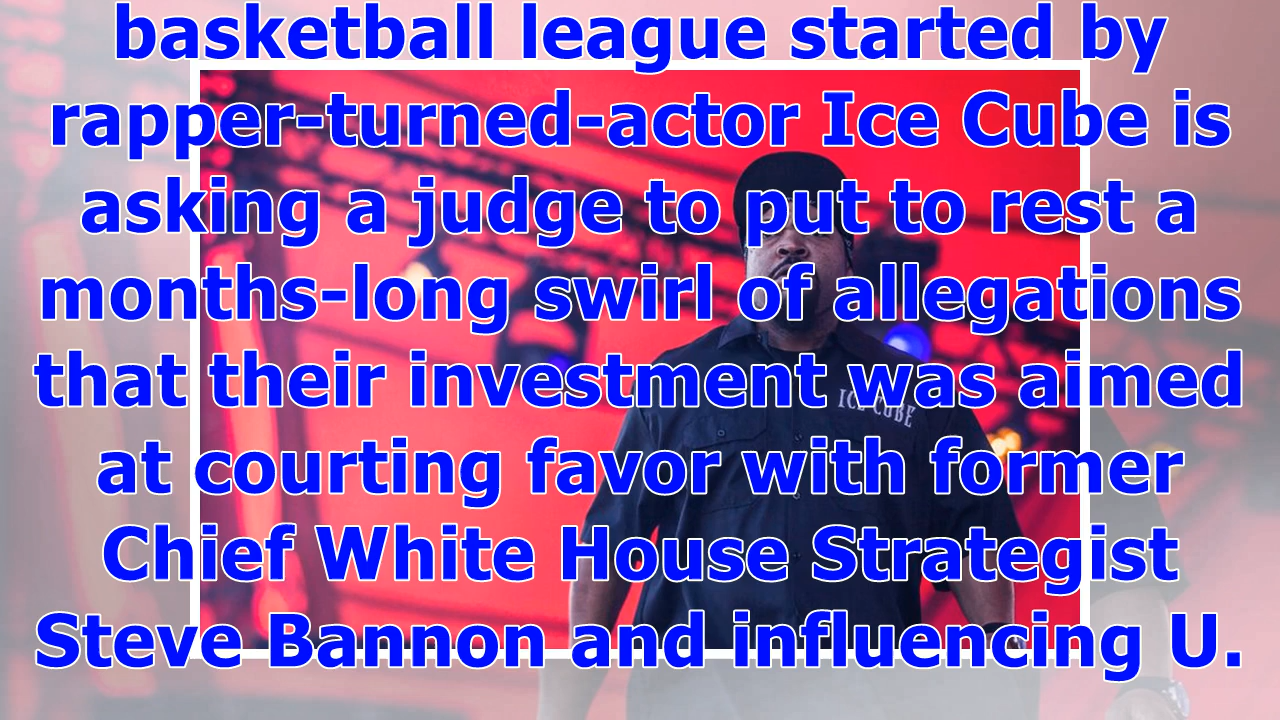 basketball league started by
rapper-turned-actor Ice Cube is
asking a judge to put to rest a
months-long swirl of allegations
that their investment was aimed
at courting favor with former
Chief White House Strategist
Steve Bannon and influencing U.
ICE CUBE